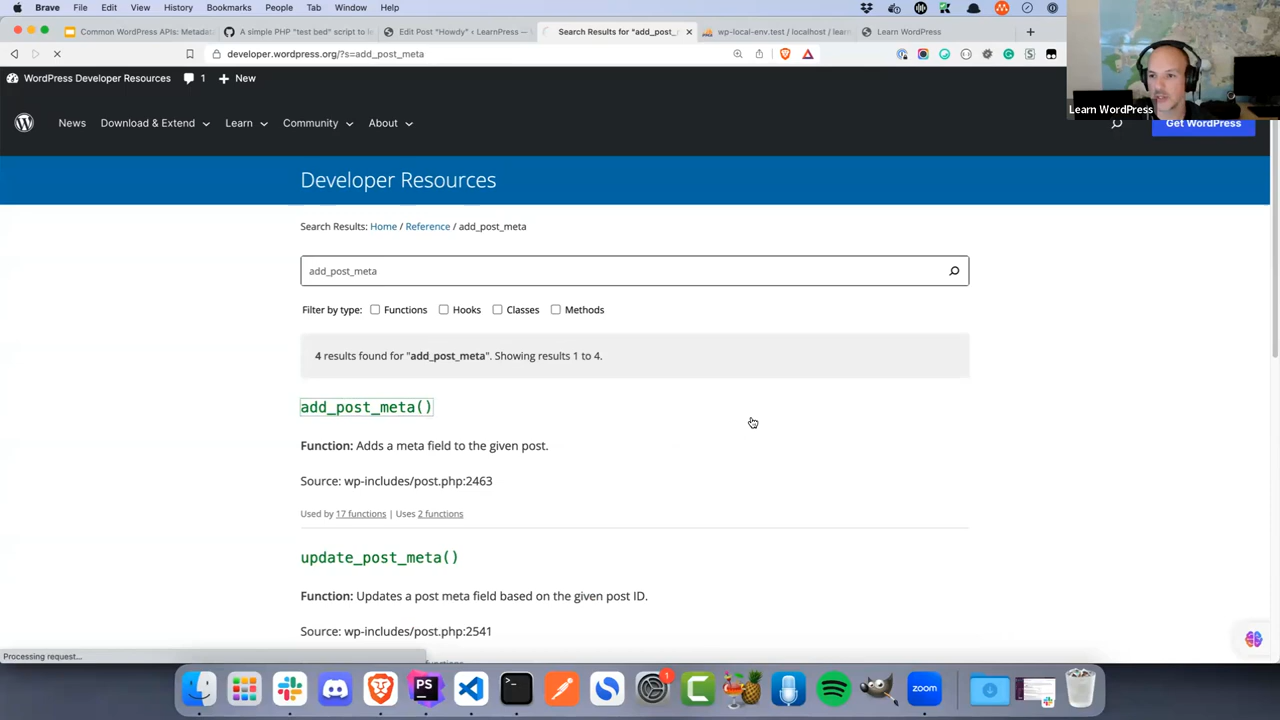 Brave File Edit View History Bookmarks People Tab Window Help
Common WordPress APIs: Metadat
A simple PHP "test bed" script to l
Edit Post "Howdy" ‹ LearnPress —
Search Results for "add_post_
wp-local-env.test / localhost / learn
Learn WordPress
developer.wordpress.org/?s=add_post_meta
WordPress Developer Resources 1 New
Learn WordPress
News Download & Extend Learn Community About
Get WordPress
Developer Resources
Search Results: Home / Reference / add_post_meta
add_post_meta
Filter by type: Functions Hooks Classes Methods
4 results found for "add_post_meta". Showing results 1 to 4.
add_post_meta()
Function: Adds a meta field to the given post.
Source: wp-includes/post.php:2463
Used by 17 functions | Uses 2 functions
update_post_meta()
Function: Updates a post meta field based on the given post ID.
Source: wp-includes/post.php:2541
Processing request...
PS
1
zoom